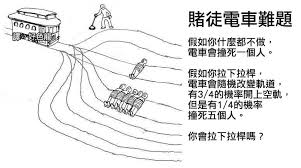 賭徒電車難題
假如你什麼都不做，
電車會撞死一個人。
假如你拉下拉桿，
電車會隨機改變軌道，
有3/4的機率開上空軌，
但是有1/4的機率
撞死五個人。
你會拉下拉桿嗎？